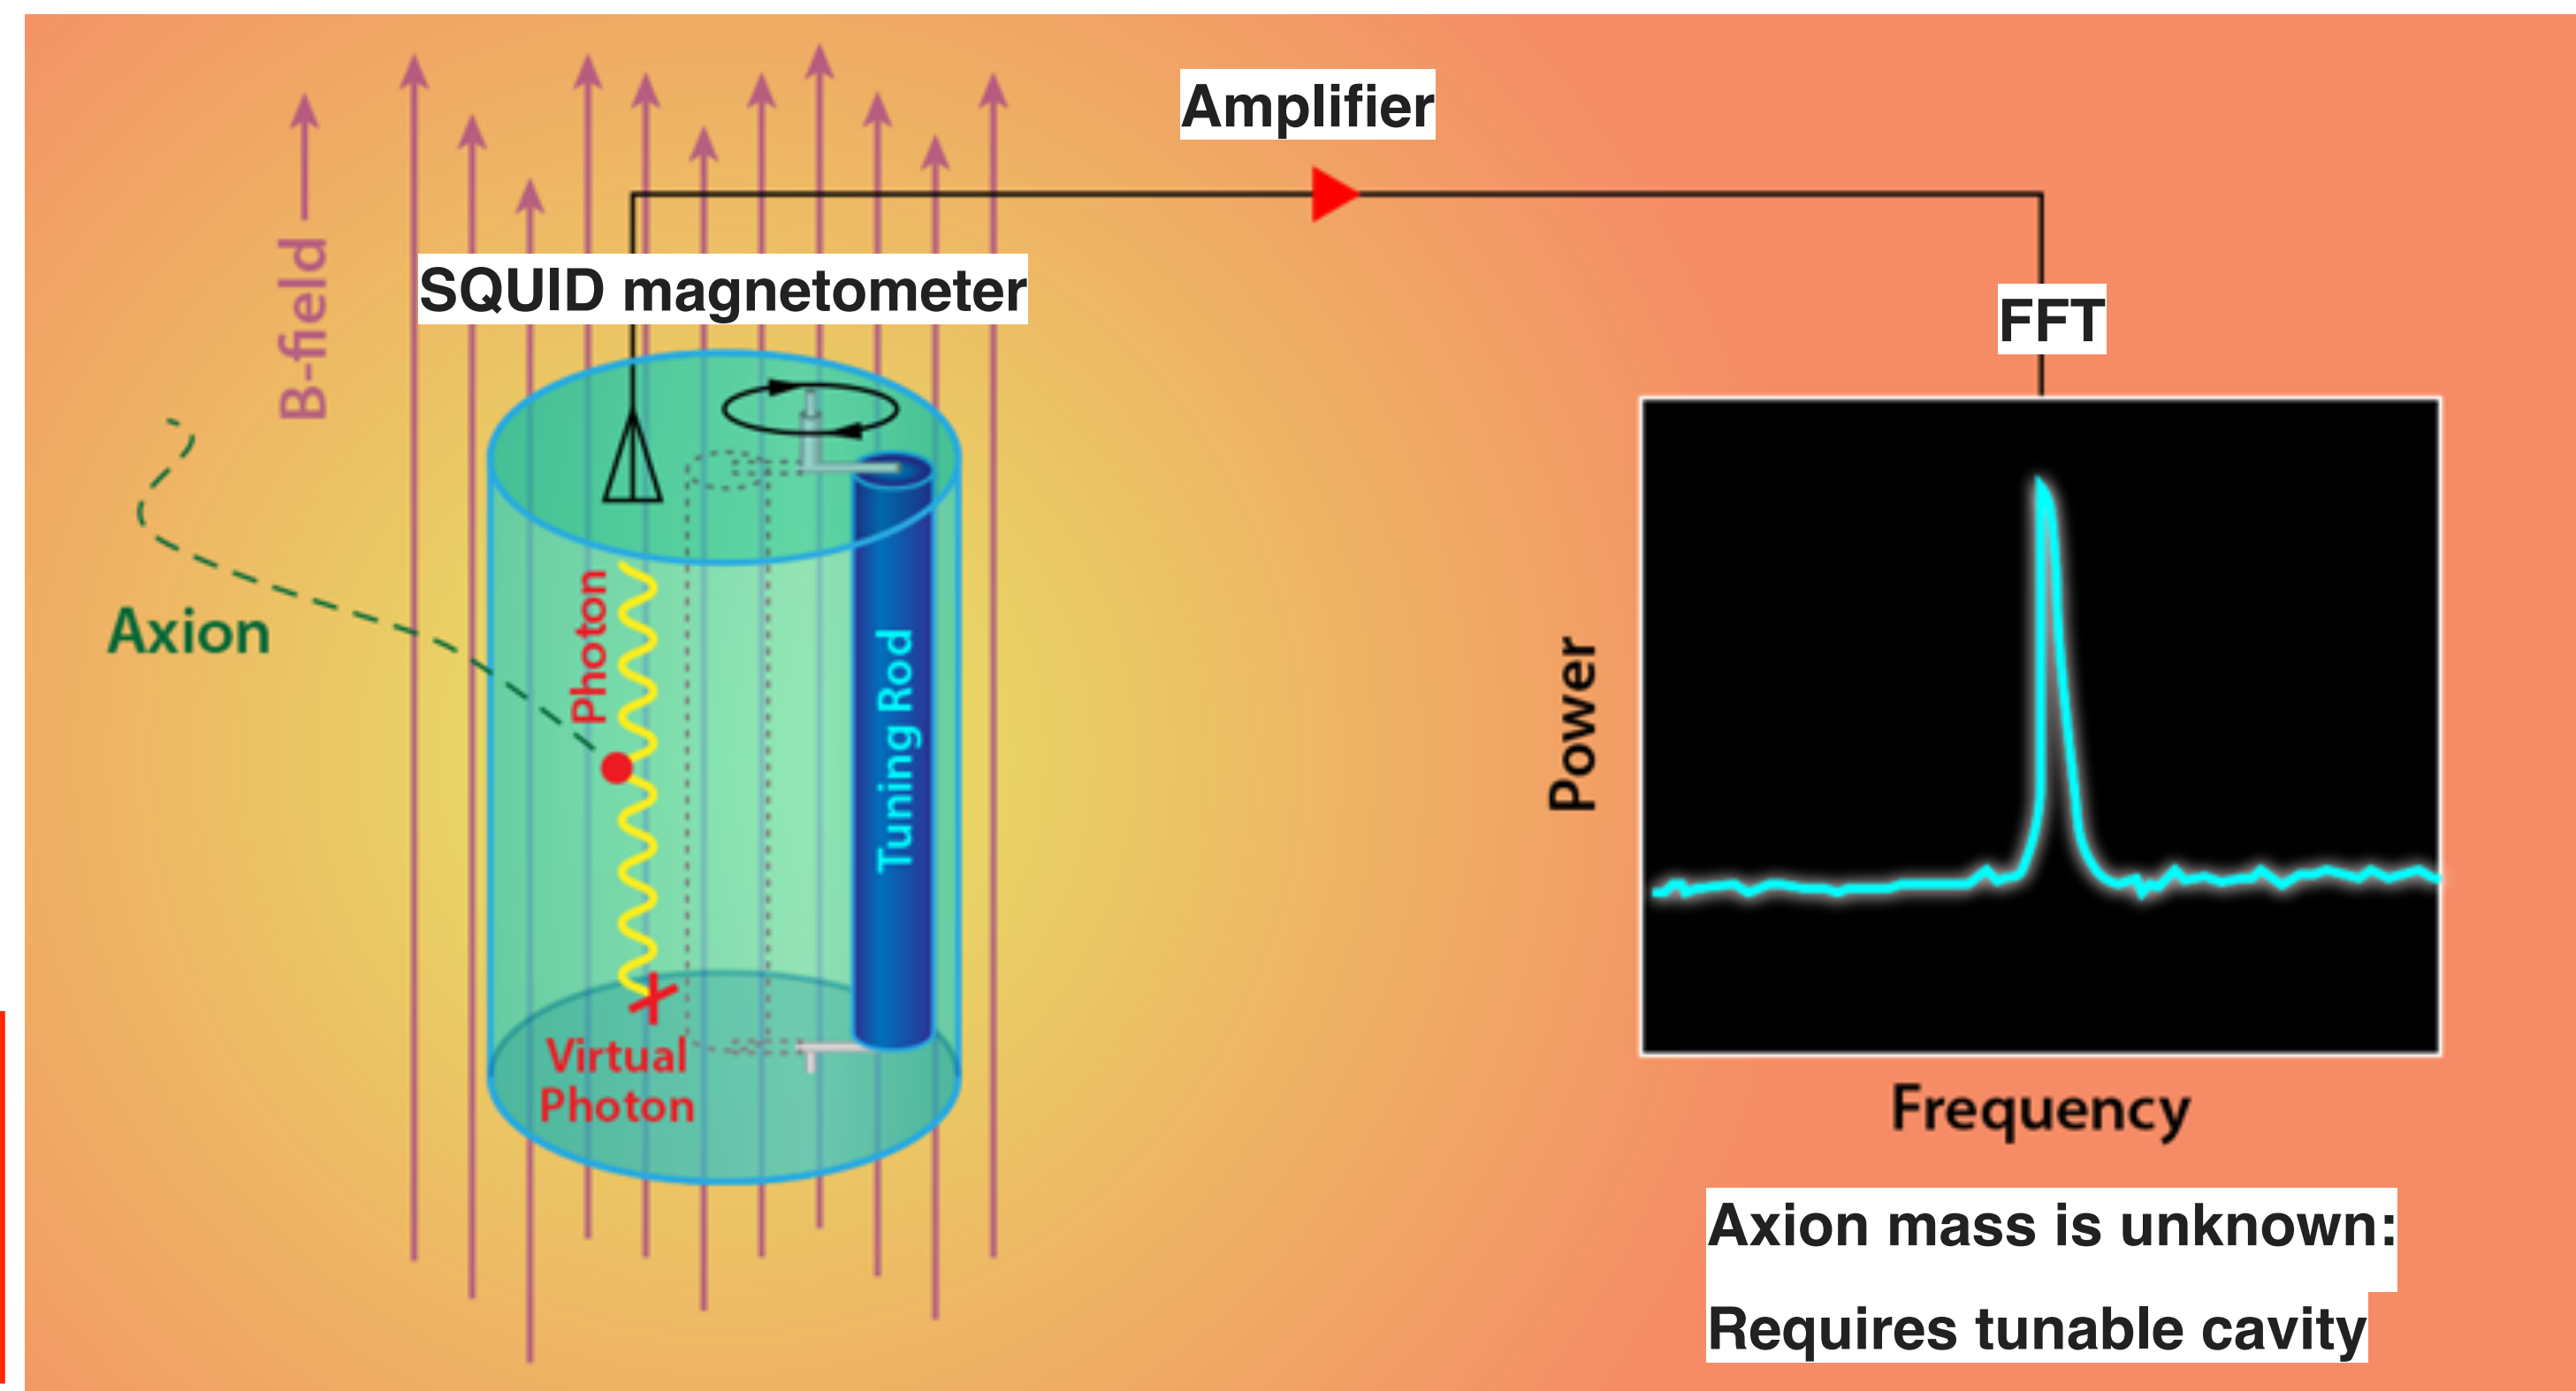 Amplifier
B-field
SQUID magnetometer
FFT
Axion
Photon
Tuning Rod
Virtual
Photon
Power
Frequency
Axion mass is unknown:
Requires tunable cavity